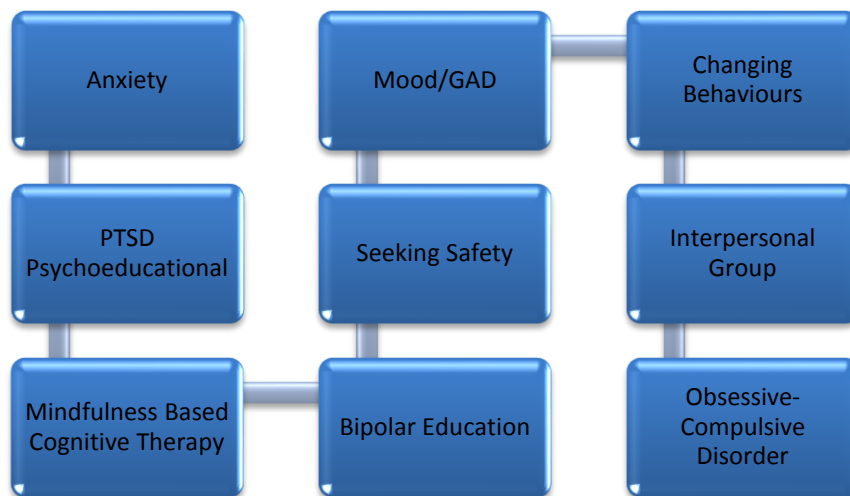 Anxiety
Mood/GAD
Changing
Behaviours
PTSD
Psychoeducational
Seeking Safety
Interpersonal
Group
Mindfulness Based
Cognitive Therapy
Bipolar Education
Obsessive-
Compulsive
Disorder